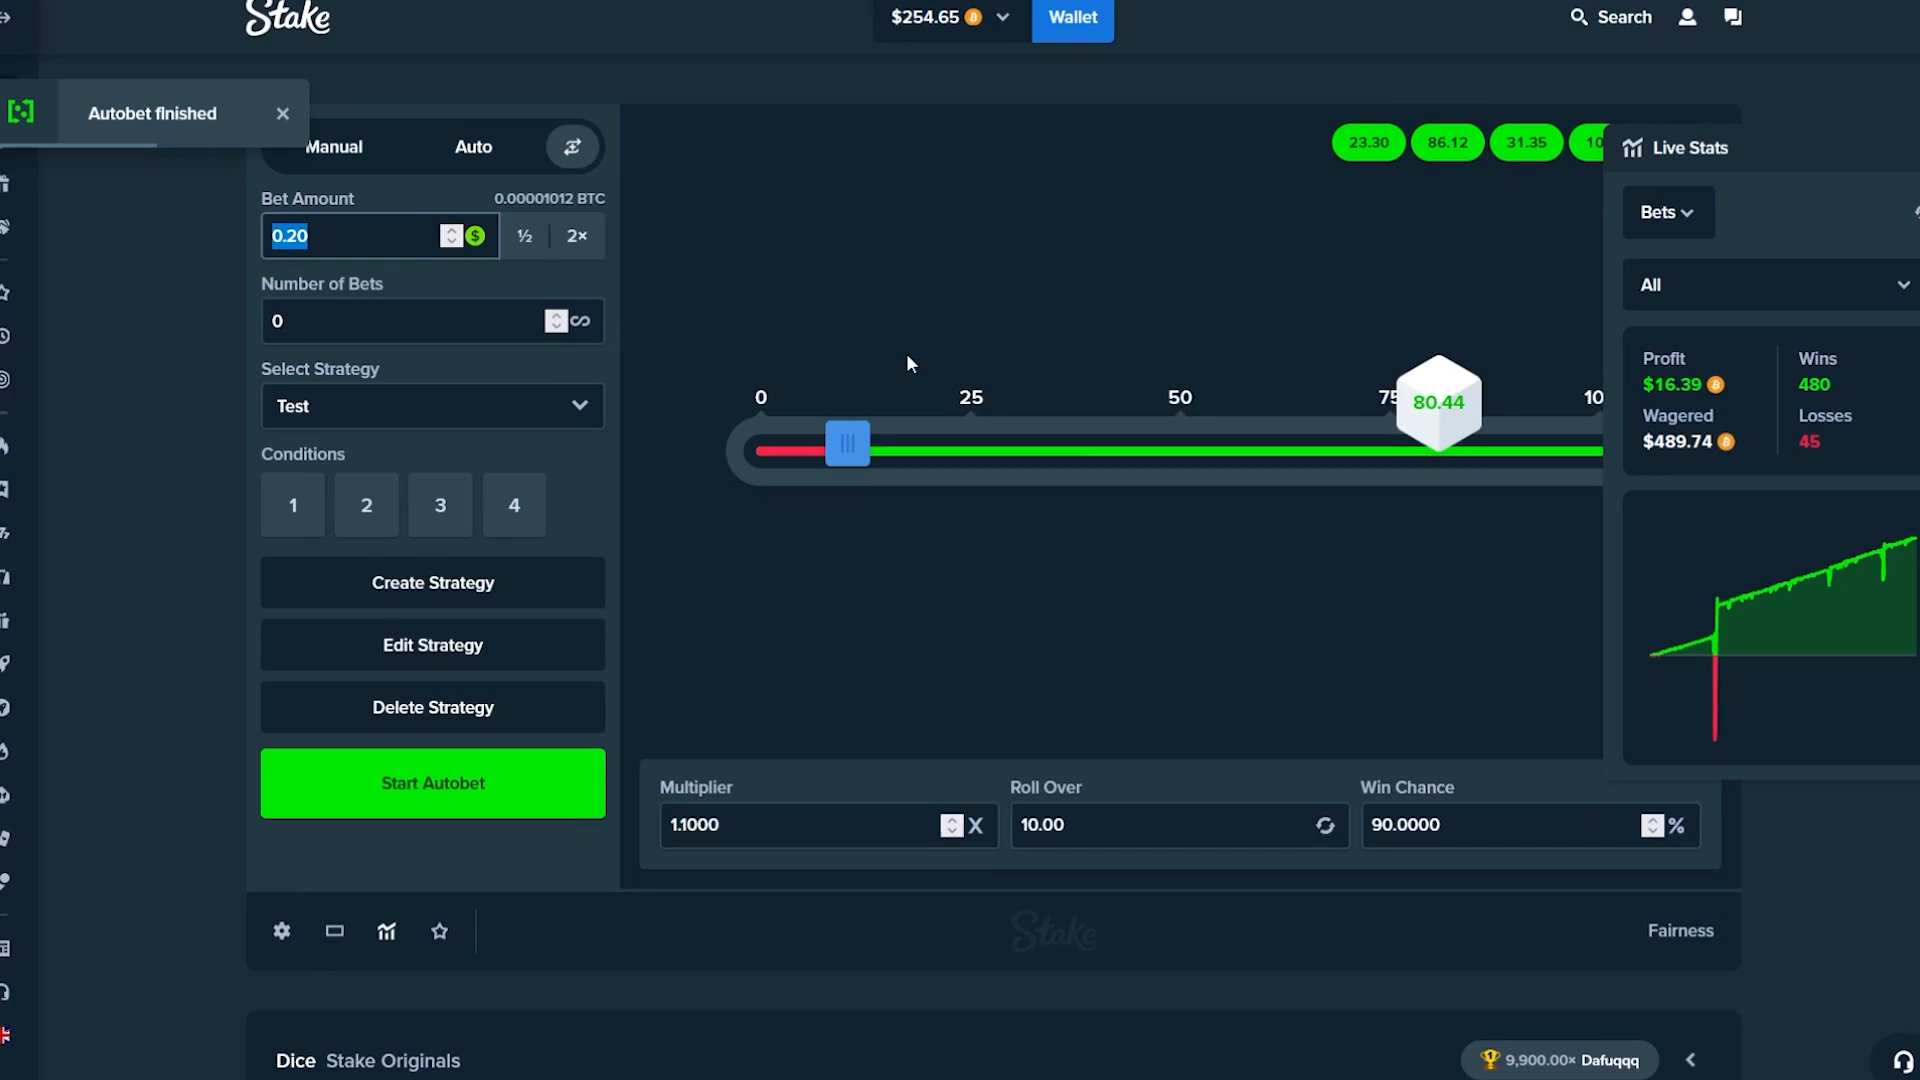 Stake
$254.65
Wallet
Search
Autobet finished
Manual
Auto
23.30
86.12
31.35
10
Live Stats
Bet Amount
0.00001012 BTC
0.20
½
2×
Bets
Number of Bets
0
All
Select Strategy
Test
Profit
Wins
$16.39
480
Wagered
Losses
$489.74
45
0
25
50
75
10
80.44
Conditions
1
2
3
4
Create Strategy
Edit Strategy
Delete Strategy
Start Autobet
Multiplier
Roll Over
Win Chance
1.1000
X
10.00
90.0000
%
Stake
Fairness
Dice Stake Originals
9,900.00× Dafuqqq